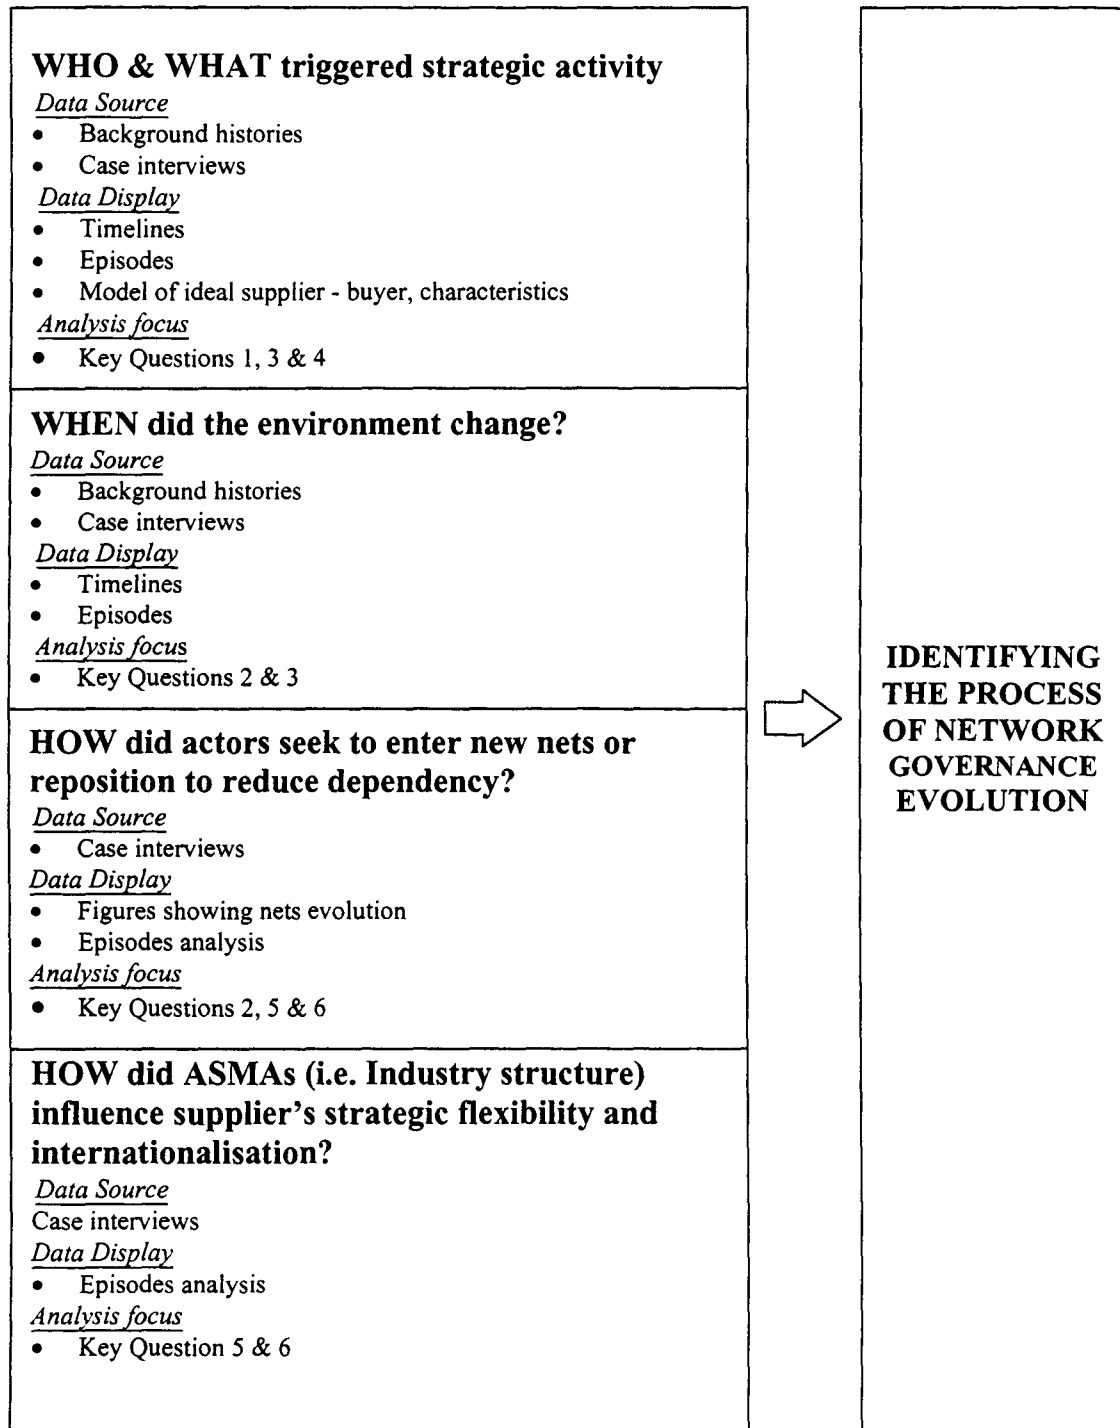 WHO & WHAT triggered strategic activity
Data Source
• Background histories
• Case interviews
Data Display
• Timelines
• Episodes
• Model of ideal supplier - buyer, characteristics
Analysis focus
• Key Questions 1, 3 & 4
WHEN did the environment change?
Data Source
• Background histories
• Case interviews
Data Display
• Timelines
• Episodes
Analysis focus
• Key Questions 2 & 3
HOW did actors seek to enter new nets or
reposition to reduce dependency?
Data Source
• Case interviews
Data Display
• Figures showing nets evolution
• Episodes analysis
Analysis focus
• Key Questions 2, 5 & 6
HOW did ASMAs (i.e. Industry structure)
influence supplier's strategic flexibility and
internationalisation?
Data Source
Case interviews
Data Display
• Episodes analysis
Analysis focus
• Key Question 5 & 6
IDENTIFYING
THE PROCESS
OF NETWORK
GOVERNANCE
EVOLUTION